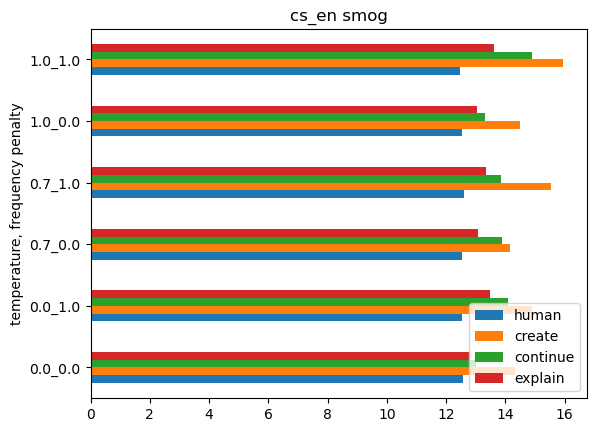 cs_en smog
temperature, frequency penalty
1.0_1.0
1.0_0.0
0.7_1.0
0.7_0.0
0.0_1.0
0.0_0.0
human
create
continue
explain
0 2 4 6 8 10 12 14 16